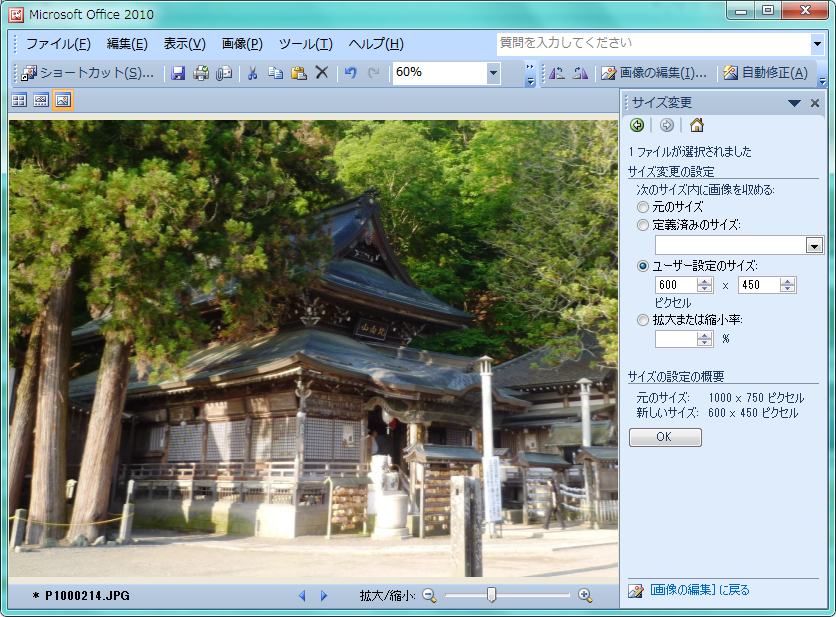 Microsoft Office 2010
ファイル(F) 編集(E) 表示(V) 画像(P) ツール(T) ヘルプ(H) 質問を入力してください
ショートカット(S)... 60% 画像の編集(I)... 自動修正(A)
サイズ変更
1 ファイルが選択されました
サイズ変更の設定
次のサイズ内に画像を収める:
元のサイズ
定義済みのサイズ:
ユーザー設定のサイズ:
600 x 450
ピクセル
拡大または縮小率:
%
サイズの設定の概要
元のサイズ: 1000 x 750 ピクセル
新しいサイズ: 600 x 450 ピクセル
OK
[画像の編集] に戻る
* P1000214.JPG 拡大/縮小: